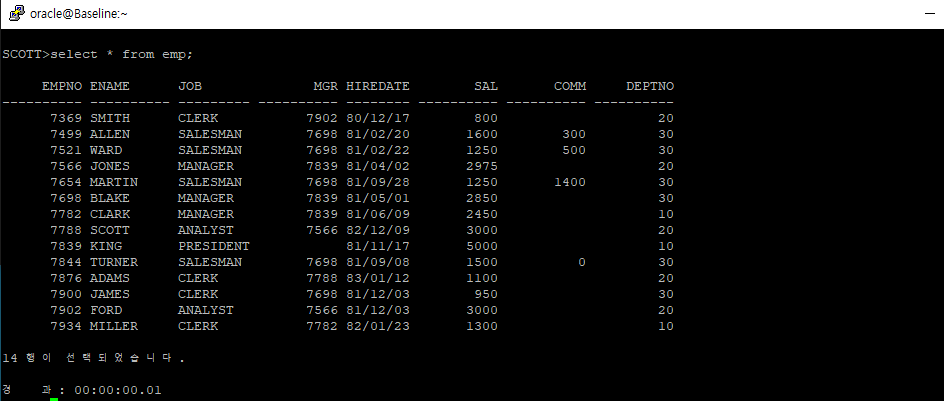 oracle@Baseline:~
SCOTT>select * from emp;
     EMPNO ENAME      JOB              MGR HIREDATE        SAL       COMM     DEPTNO
---------- ---------- --------- ---------- -------- ---------- ---------- ----------
      7369 SMITH      CLERK           7902 80/12/17        800                    20
      7499 ALLEN      SALESMAN        7698 81/02/20       1600        300         30
      7521 WARD       SALESMAN        7698 81/02/22       1250        500         30
      7566 JONES      MANAGER         7839 81/04/02       2975                    20
      7654 MARTIN     SALESMAN        7698 81/09/28       1250       1400         30
      7698 BLAKE      MANAGER         7839 81/05/01       2850                    30
      7782 CLARK      MANAGER         7839 81/06/09       2450                    10
      7788 SCOTT      ANALYST         7566 82/12/09       3000                    20
      7839 KING       PRESIDENT            81/11/17       5000                    10
      7844 TURNER     SALESMAN        7698 81/09/08       1500          0         30
      7876 ADAMS      CLERK           7788 83/01/12       1100                    20
      7900 JAMES      CLERK           7698 81/12/03        950                    30
      7902 FORD       ANALYST         7566 81/12/03       3000                    20
      7934 MILLER     CLERK           7782 82/01/23       1300                    10
14 행이 선택되었습니다.
경 과: 00:00:00.01